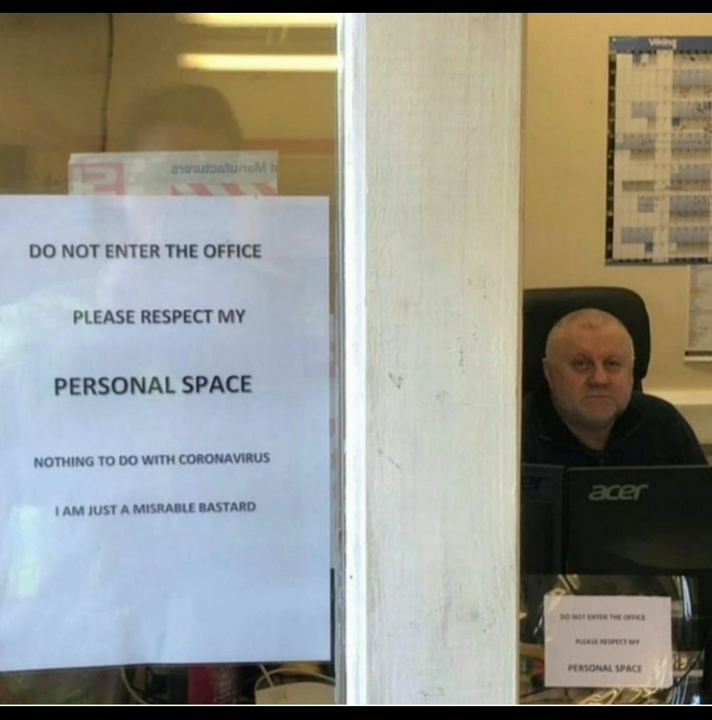 t Manufacturers
DO NOT ENTER THE OFFICE
PLEASE RESPECT MY
PERSONAL SPACE
NOTHING TO DO WITH CORONAVIRUS
I AM JUST A MISRABLE BASTARD
acer
DO NOT ENTER THE OFFICE
PLEASE RESPECT MY
PERSONAL SPACE